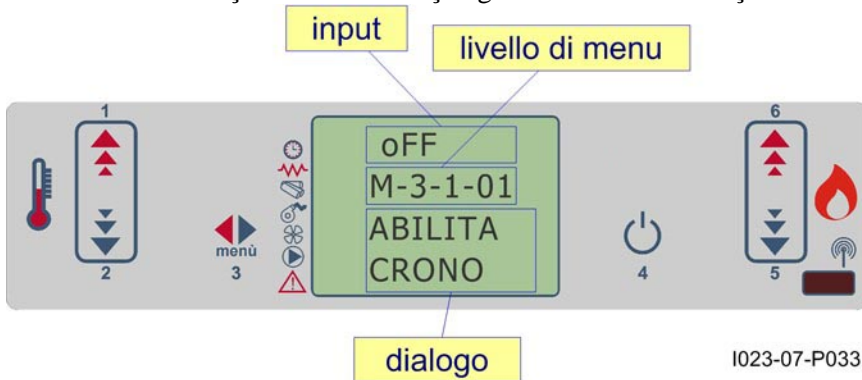 input
livello di menu
1
6
oFF
M-3-1-01
ABILITA
CRONO
menù
2
3
4
5
dialogo
I023-07-P033